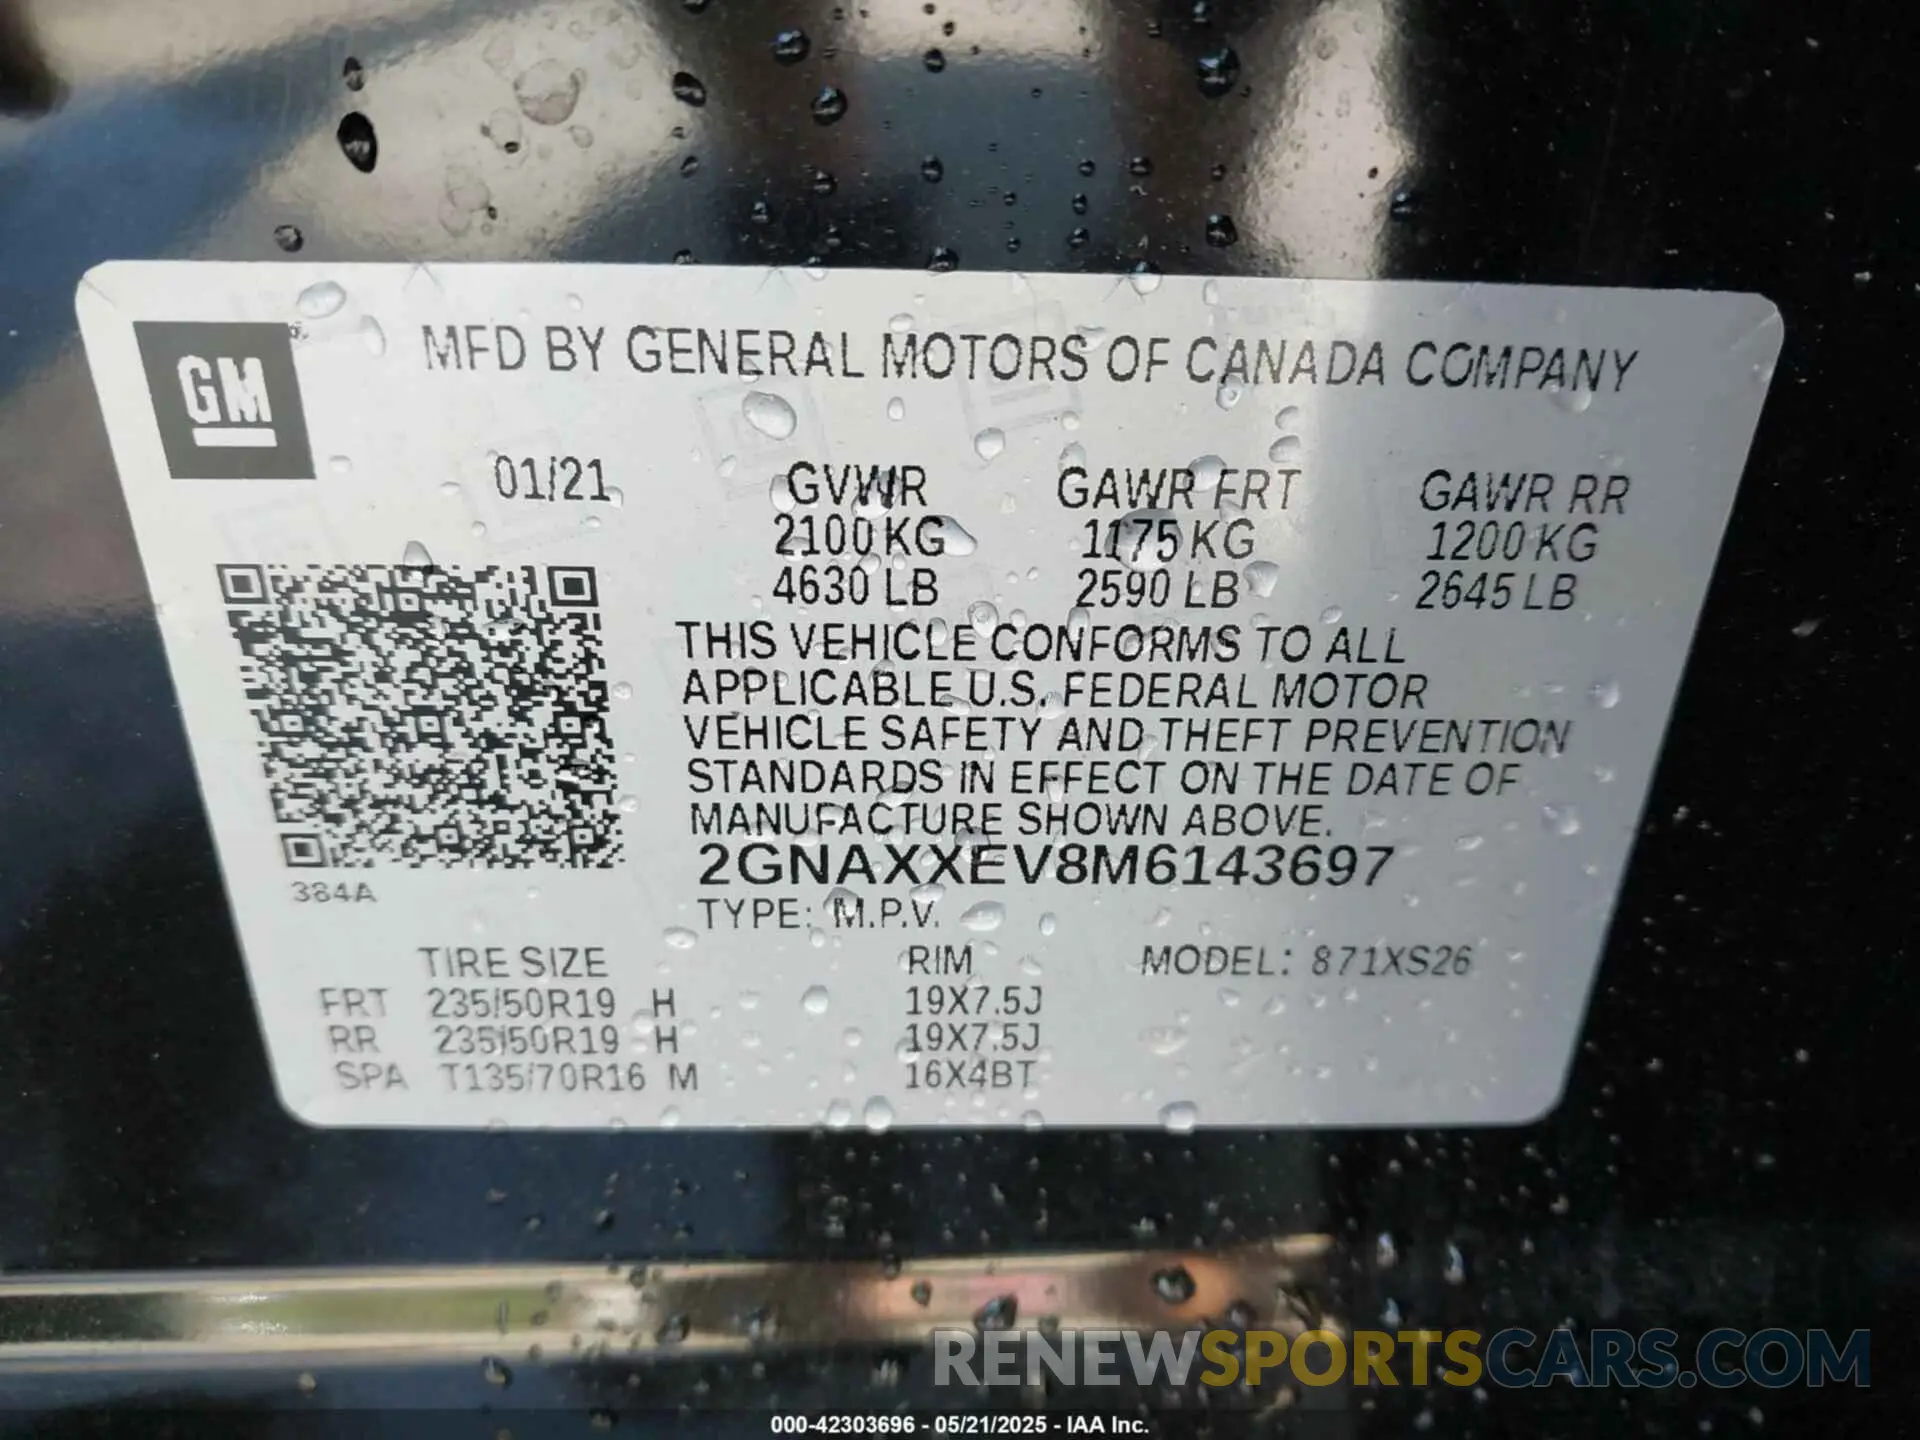 GM
MFD BY GENERAL MOTORS OF CANADA COMPANY
01/21 GVWR GAWR FRT GAWR RR
2100 KG 1175 KG 1200 KG
4630 LB 2590 LB 2645 LB
THIS VEHICLE CONFORMS TO ALL
APPLICABLE U.S. FEDERAL MOTOR
VEHICLE SAFETY AND THEFT PREVENTION
STANDARDS IN EFFECT ON THE DATE OF
MANUFACTURE SHOWN ABOVE.
2GNAXXEV8M6143697
384A
TYPE: M.P.V.
TIRE SIZE RIM MODEL: 871XS26
FRT 235/50R19 H 19X7.5J
RR 235/50R19 H 19X7.5J
SPA T135/70R16 M 16X4BT
RENEWSPORTSCARS.COM
000-42303696 - 05/21/2025 - IAA Inc.